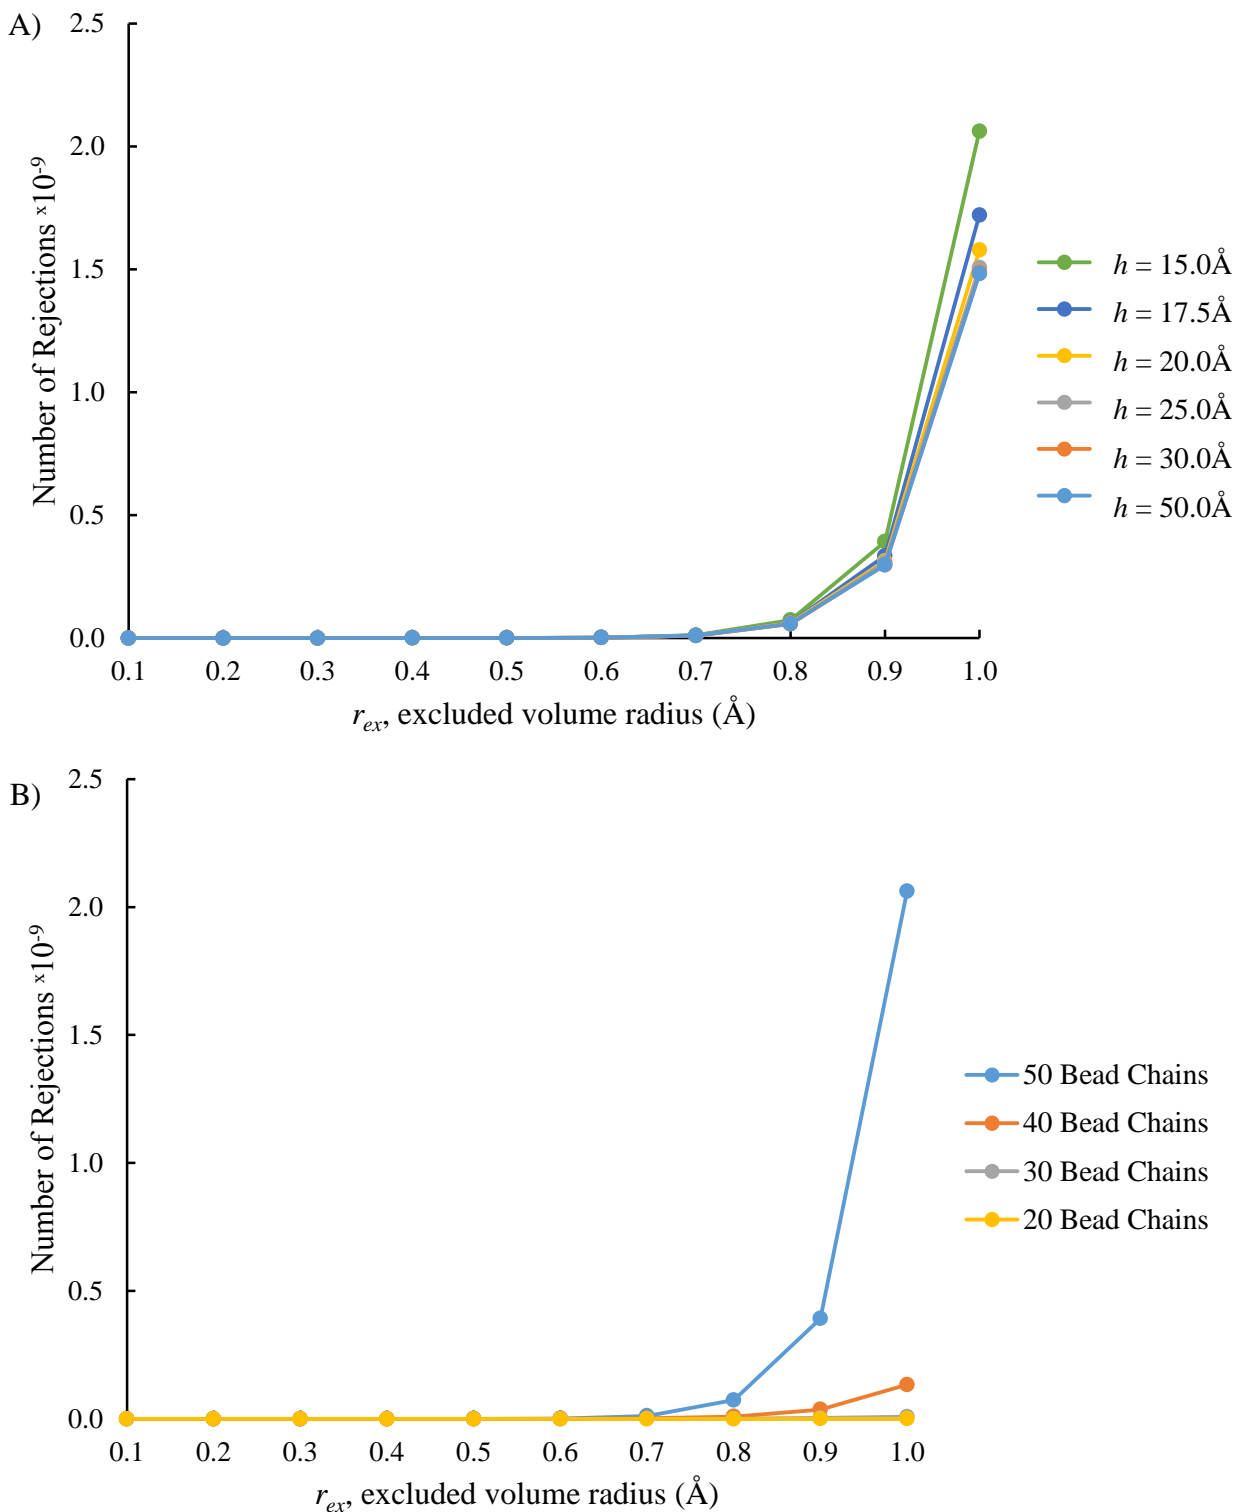 A)
2.5
2.0
1.5
1.0
0.5
0.0
Number of Rejections x10-9
0.1 0.2 0.3 0.4 0.5 0.6 0.7 0.8 0.9 1.0
rex, excluded volume radius (Å)
h = 15.0Å
h = 17.5Å
h = 20.0Å
h = 25.0Å
h = 30.0Å
h = 50.0Å
B)
2.5
2.0
1.5
1.0
0.5
0.0
Number of Rejections x10-9
0.1 0.2 0.3 0.4 0.5 0.6 0.7 0.8 0.9 1.0
rex, excluded volume radius (Å)
50 Bead Chains
40 Bead Chains
30 Bead Chains
20 Bead Chains